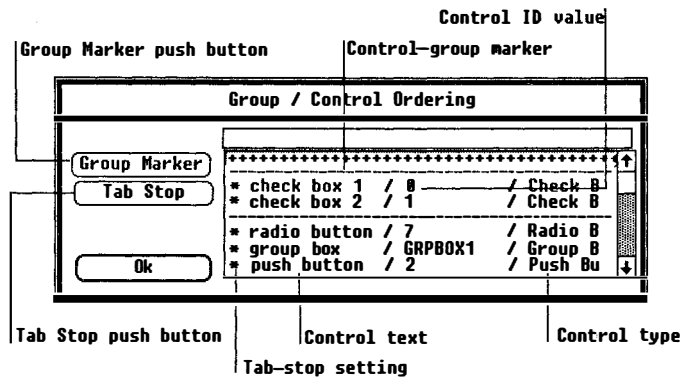 Control ID value
Group Marker push button
Control-group marker
Group / Control Ordering
Group Marker
Tab Stop
Ok
++++++++++++++++++++++++++++++++++++
* check box 1 / 0 / Check B
* check box 2 / 1 / Check B
* radio button / 7 / Radio B
* group box / GRPBOX1 / Group B
* push button / 2 / Push Bu
Tab Stop push button
Control text
Control type
Tab-stop setting